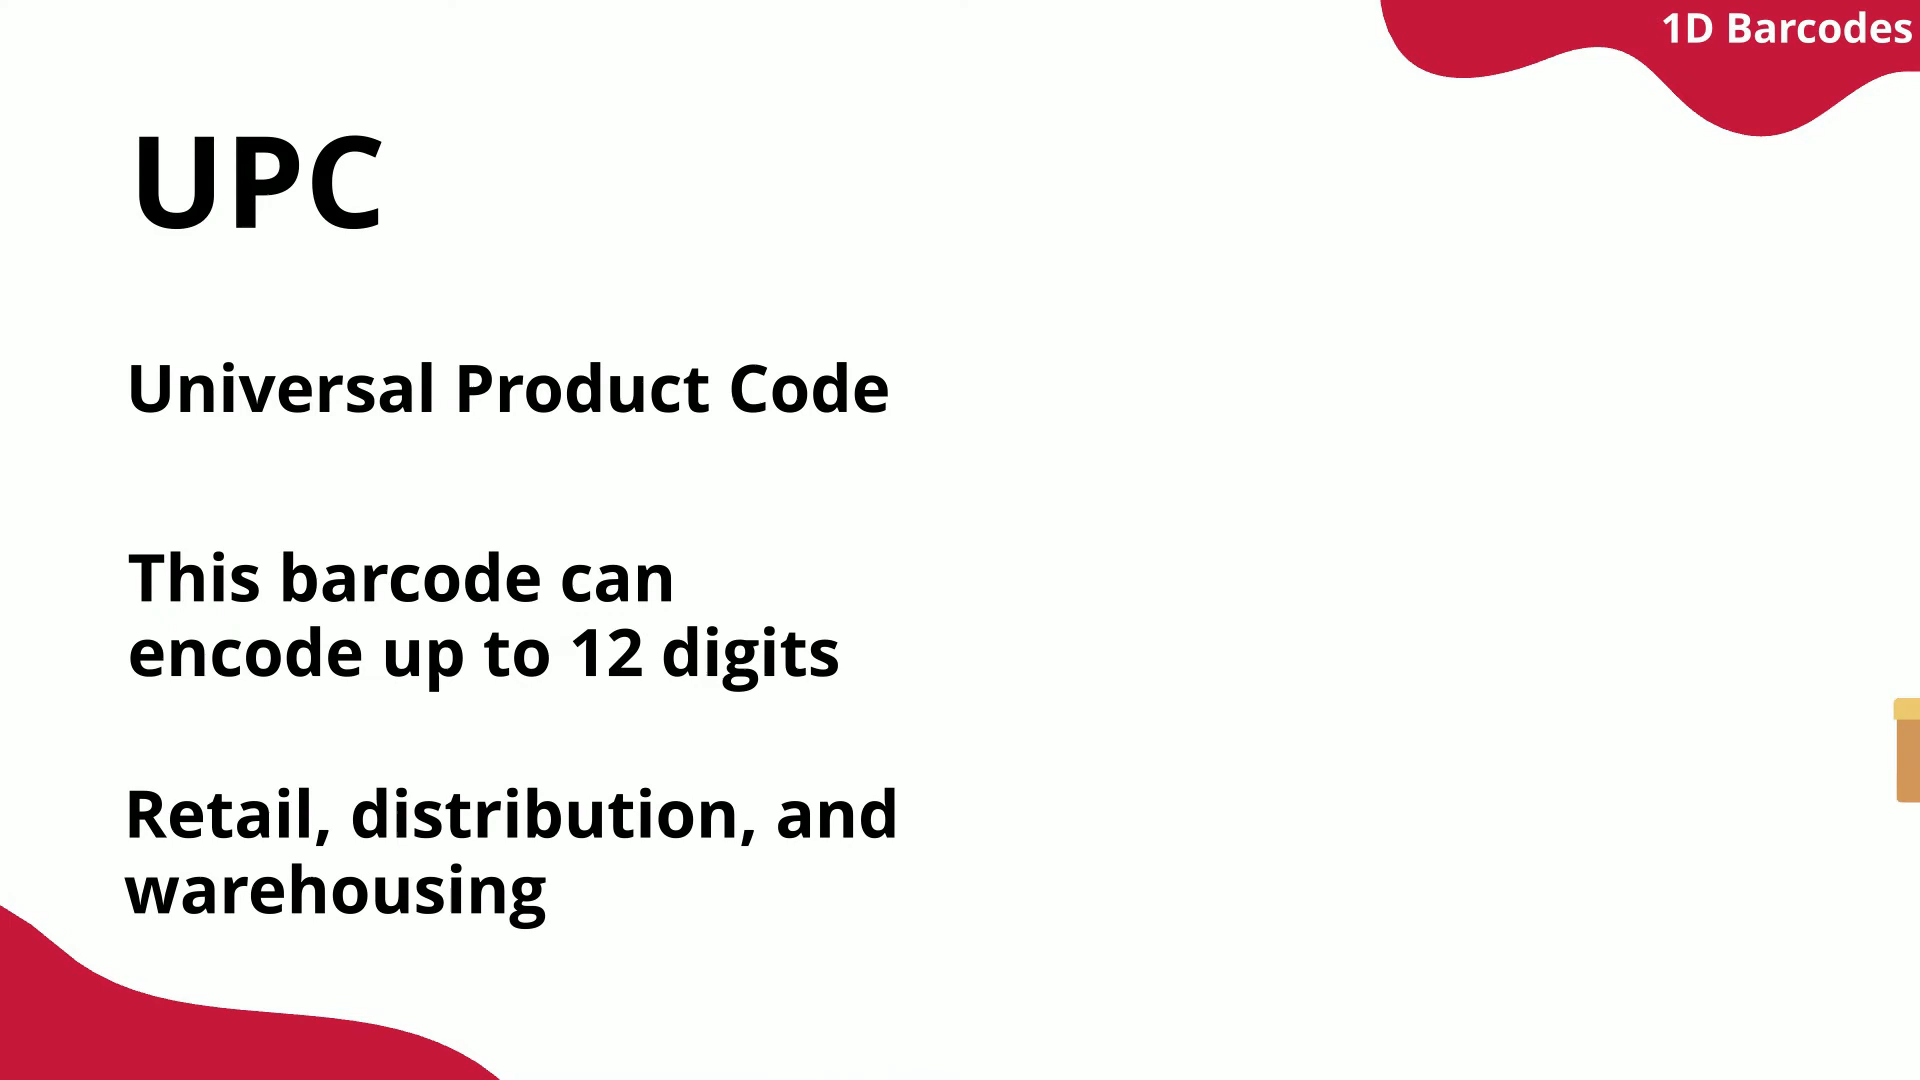 1D Barcodes
UPC
Universal Product Code
This barcode can
encode up to 12 digits
Retail, distribution, and
warehousing